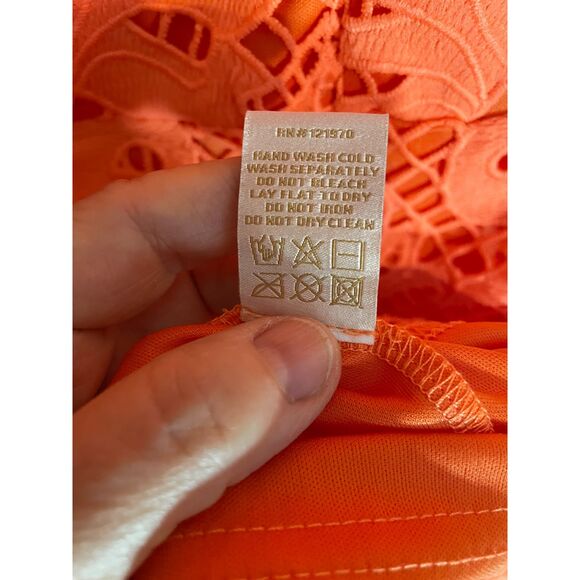 RN# 121970
HAND WASH COLD
WASH SEPARATELY
DO NOT BLEACH
LAY FLAT TO DRY
DO NOT IRON
DO NOT DRY CLEAN